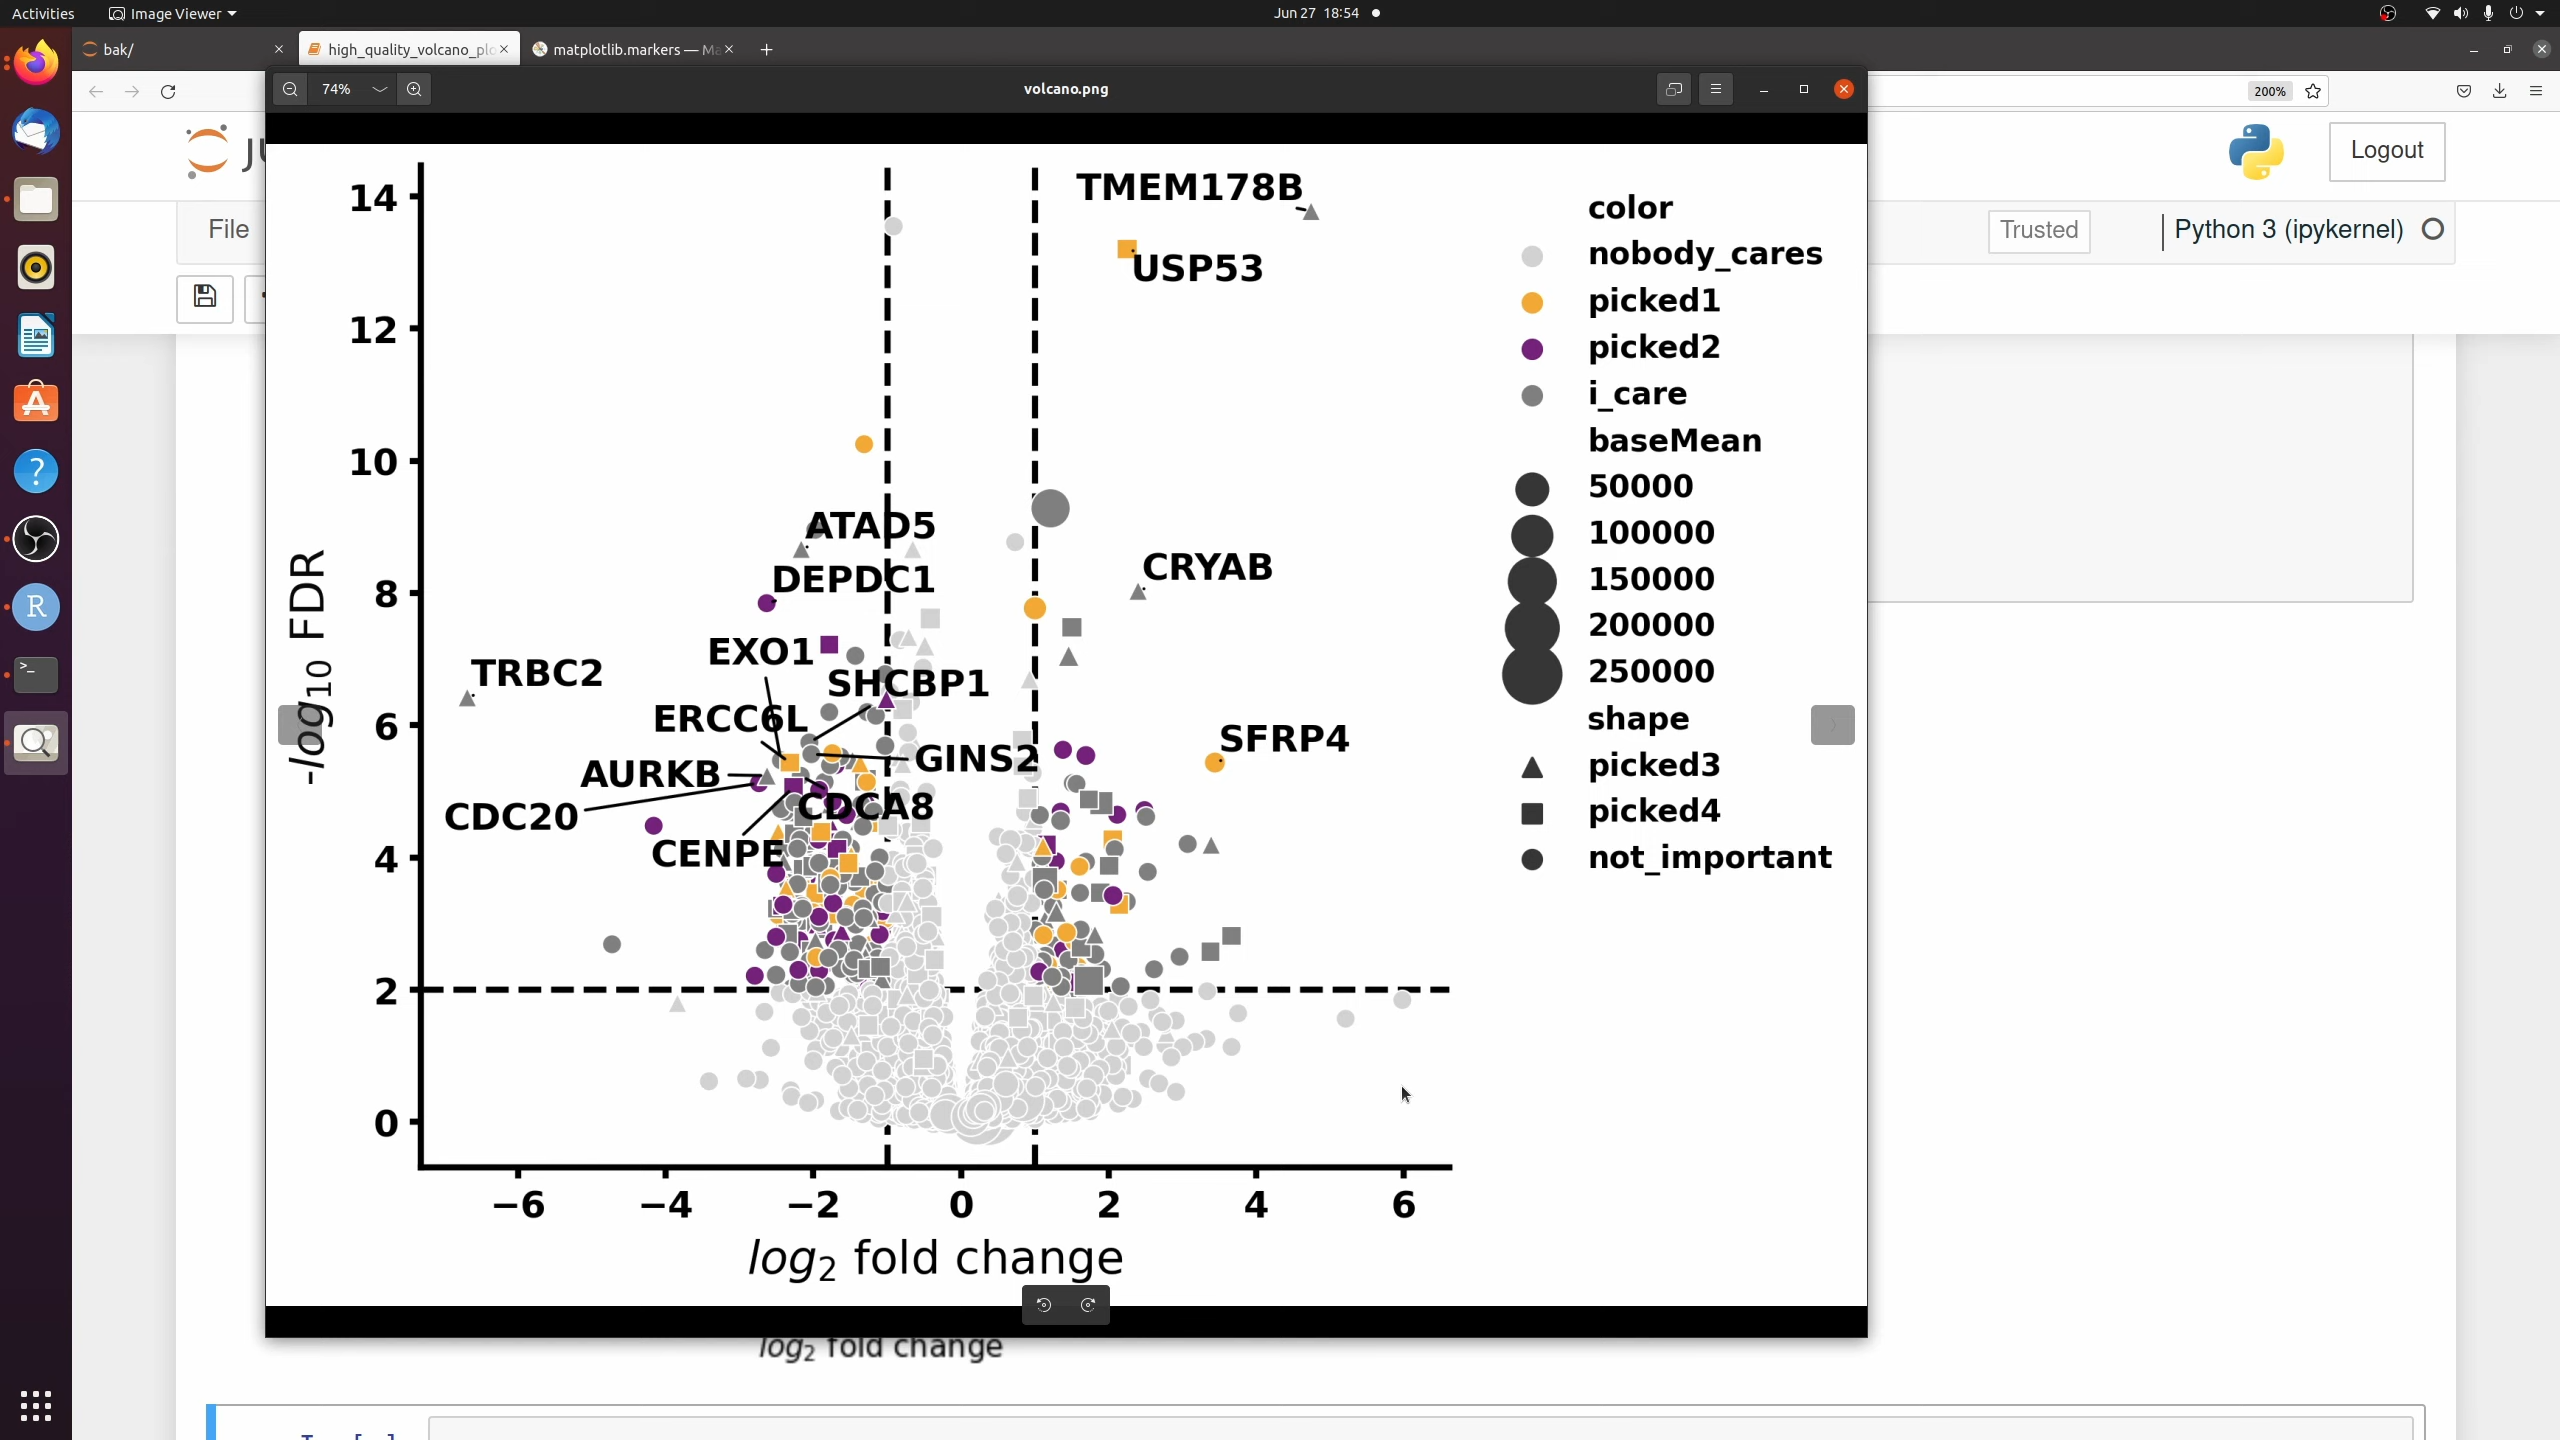 Activities
Image Viewer
Jun 27 18:54
bak/
high_quality_volcano_plo
matplotlib.markers — Ma
74%
volcano.png
200%
Logout
File
Trusted
Python 3 (ipykernel)
14
12
10
8
6
4
2
0
-log10 FDR
TMEM178B
USP53
ATAD5
DEPDC1
CRYAB
EXO1
TRBC2
SHCBP1
ERCC6L
SFRP4
GINS2
AURKB
CDCA8
CDC20
CENPE
color
nobody_cares
picked1
picked2
i_care
baseMean
50000
100000
150000
200000
250000
shape
picked3
picked4
not_important
−6
−4
−2
0
2
4
6
log2 fold change
log2 fold change